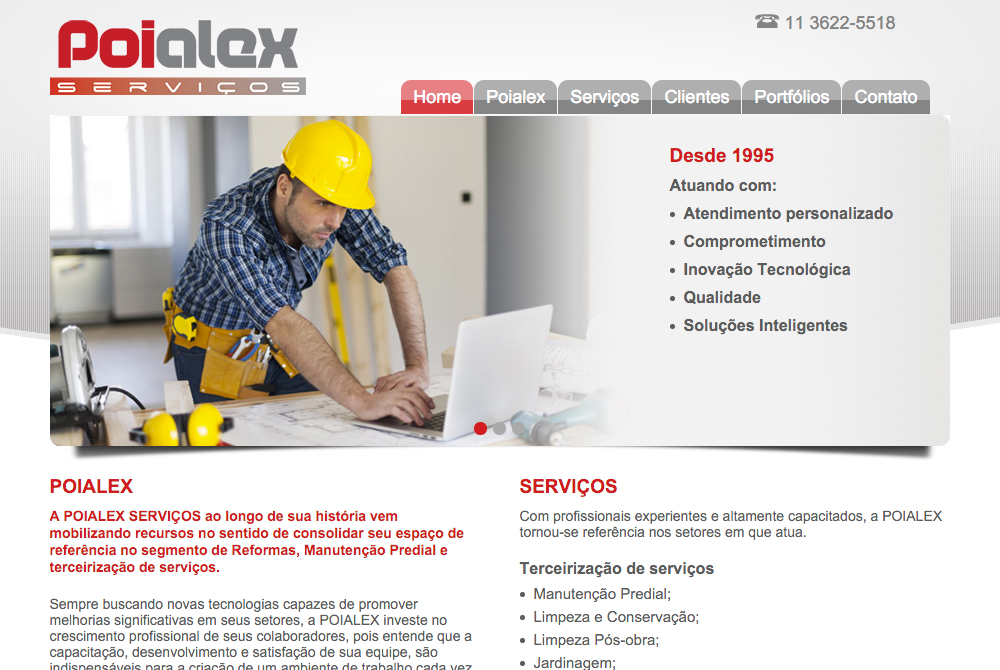 Poialex
SERVIÇOS
11 3622-5518
Home
Poialex
Serviços
Clientes
Portfólios
Contato
Desde 1995
Atuando com:
Atendimento personalizado
Comprometimento
Inovação Tecnológica
Qualidade
Soluções Inteligentes
POIALEX
A POIALEX SERVIÇOS ao longo de sua história vem
mobilizando recursos no sentido de consolidar seu espaço de
referência no segmento de Reformas, Manutenção Predial e
terceirização de serviços.
Sempre buscando novas tecnologias capazes de promover
melhorias significativas em seus setores, a POIALEX investe no
crescimento profissional de seus colaboradores, pois entende que a
capacitação, desenvolvimento e satisfação de sua equipe, são
indispensáveis para a criação de um ambiente de trabalho cada vez
SERVIÇOS
Com profissionais experientes e altamente capacitados, a POIALEX
tornou-se referência nos setores em que atua.
Terceirização de serviços
Manutenção Predial;
Limpeza e Conservação;
Limpeza Pós-obra;
Jardinagem;